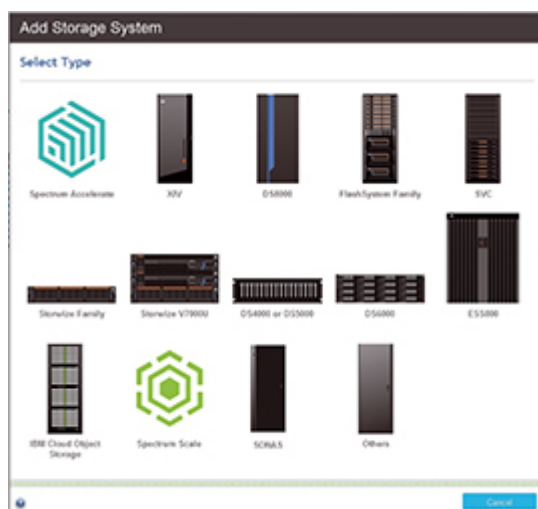 Add Storage System
Select Type
Spectrum Accelerate
XIV
DS8000
FlashSystem Family
SVC
Storwize Family
Storwize V7000U
DS4000 or DS5000
DS6000
ESS800
IBM Cloud Object
Storage
Spectrum Scale
SONAS
Others
Cancel